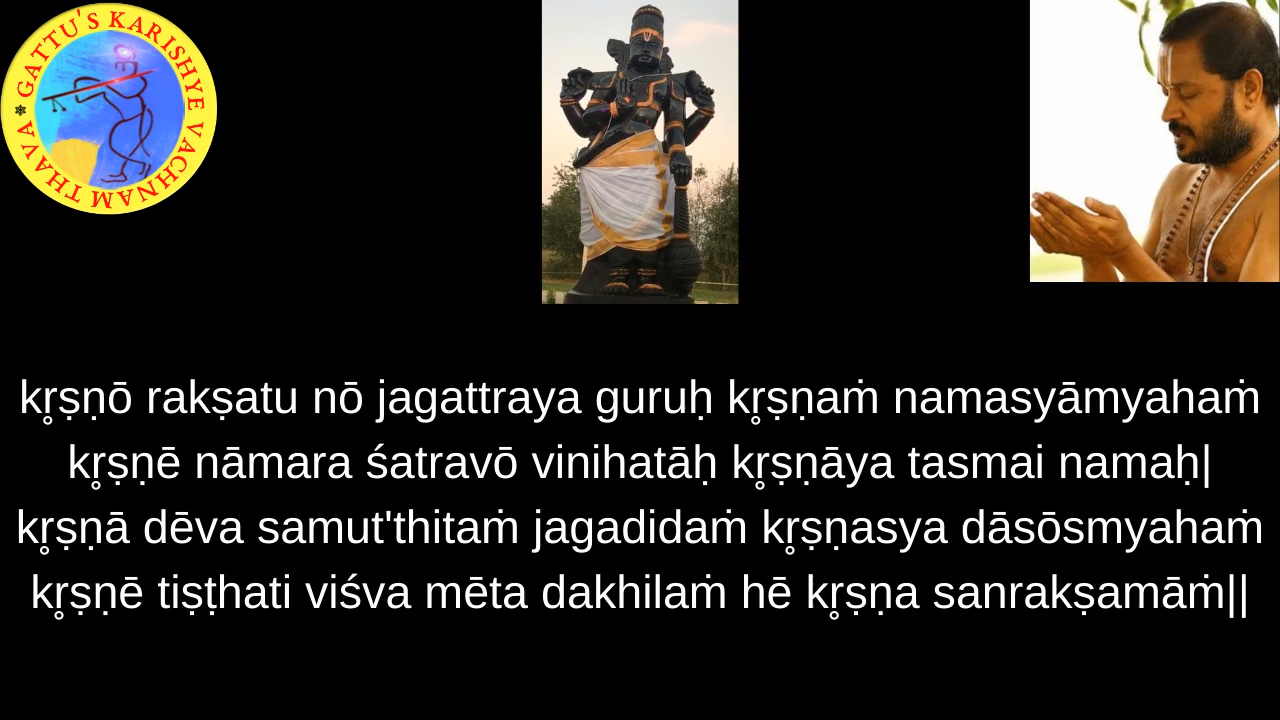 GATTU'S KARISHYE VACHNAM THAVA
kr̥ṣṇō rakṣatu nō jagattraya guruḥ kr̥ṣṇaṁ namasyāmyahaṁ
kr̥ṣṇē nāmara śatravō vinihatāḥ kr̥ṣṇāya tasmai namaḥ|
kr̥ṣṇā dēva samut'thitaṁ jagadidaṁ kr̥ṣṇasya dāsōsmyahaṁ
kr̥ṣṇē tiṣṭhati viśva mēta dakhilaṁ hē kr̥ṣṇa sanrakṣamāṁ||